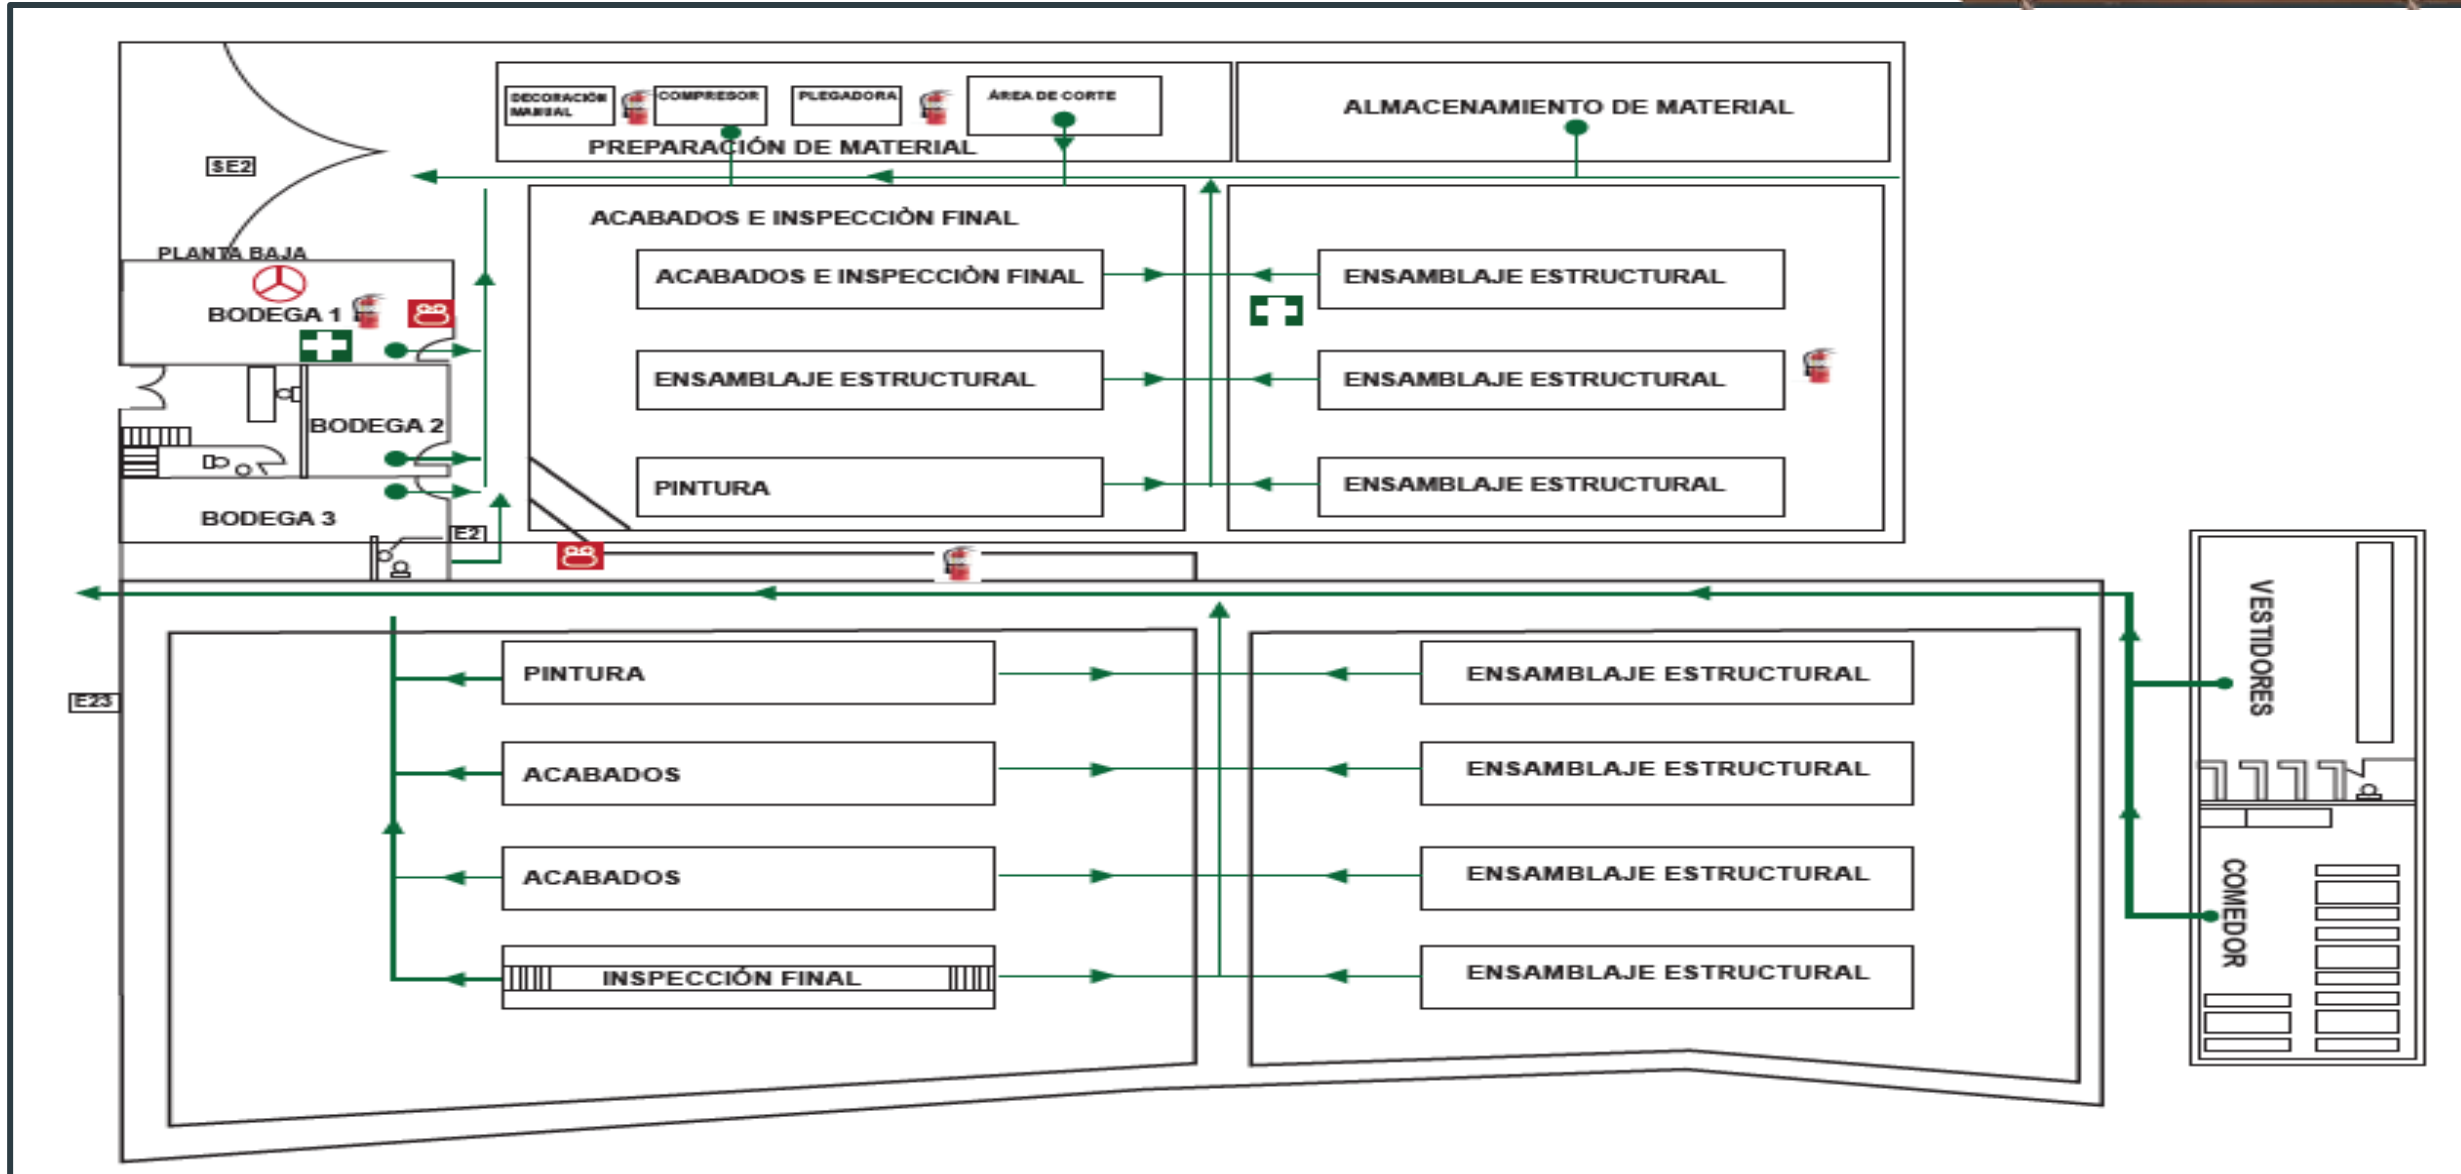 DECORACIÓN
MANUAL
COMPRESOR
PLEGADORA
ÁREA DE CORTE
PREPARACIÓN DE MATERIAL
ALMACENAMIENTO DE MATERIAL
SE2
PLANTA BAJA
BODEGA 1
BODEGA 2
BODEGA 3
E2
ACABADOS E INSPECCIÒN FINAL
ACABADOS E INSPECCIÒN FINAL
ENSAMBLAJE ESTRUCTURAL
PINTURA
ENSAMBLAJE ESTRUCTURAL
ENSAMBLAJE ESTRUCTURAL
ENSAMBLAJE ESTRUCTURAL
E23
PINTURA
ACABADOS
ACABADOS
INSPECCIÓN FINAL
ENSAMBLAJE ESTRUCTURAL
ENSAMBLAJE ESTRUCTURAL
ENSAMBLAJE ESTRUCTURAL
ENSAMBLAJE ESTRUCTURAL
VESTIDORES
COMEDOR